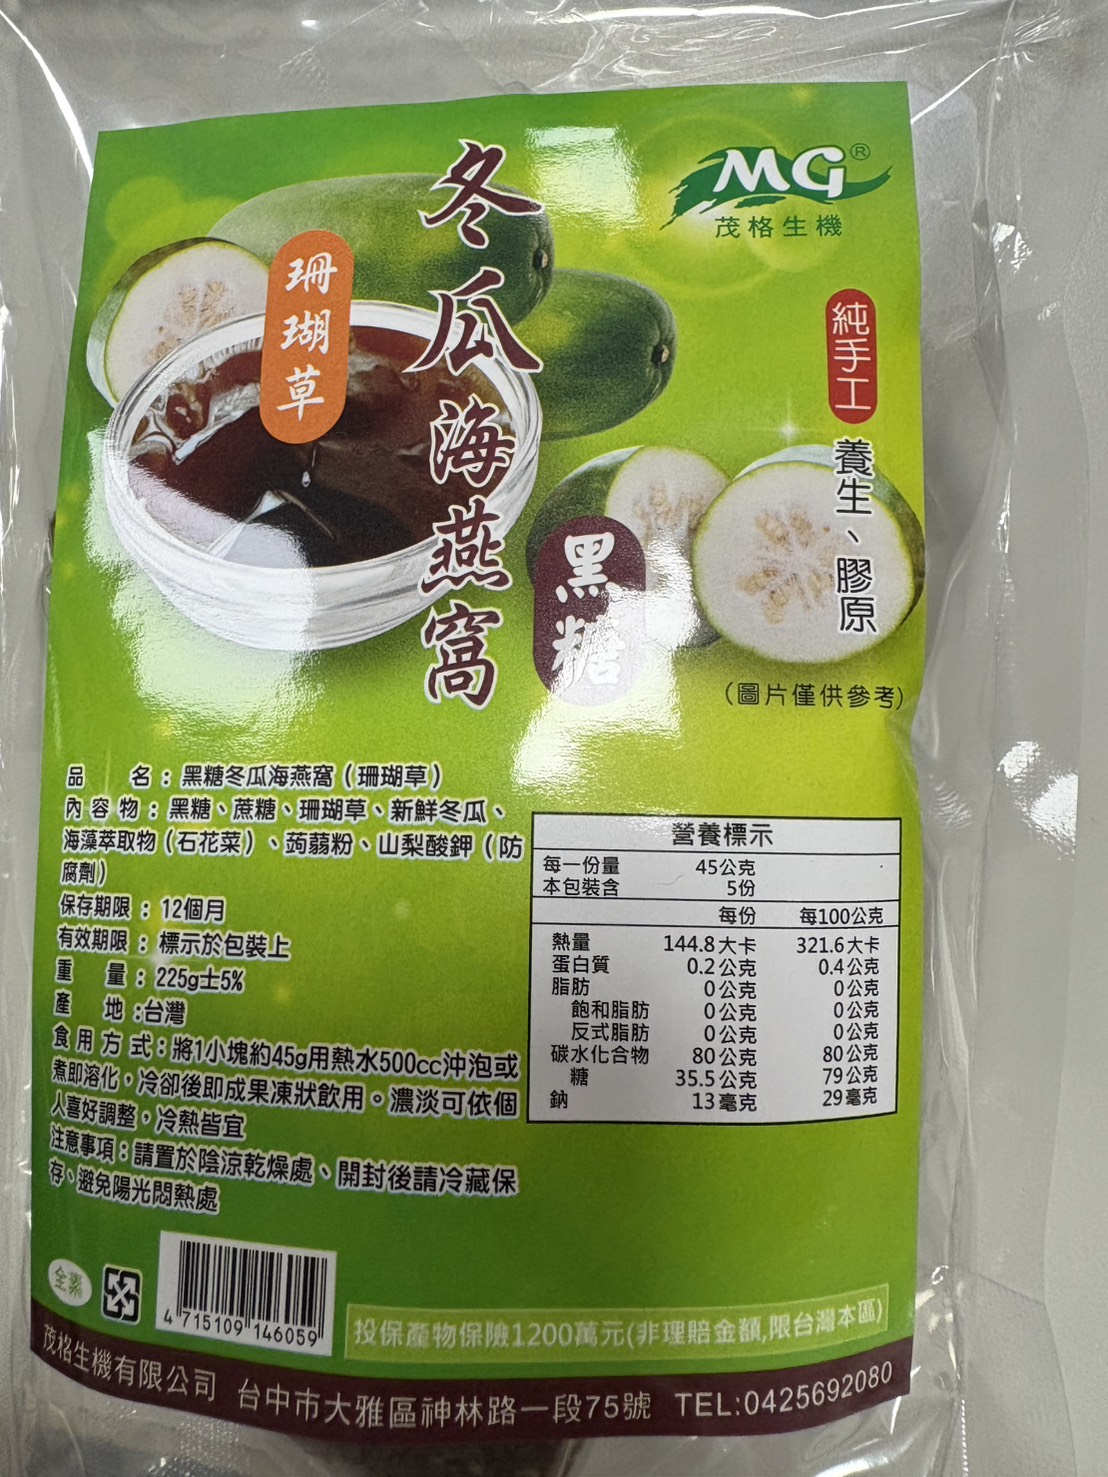 MG®
茂格生機
冬瓜海燕窩
珊瑚草
黑糖
純手工
養生、膠原
(圖片僅供參考)
品 名：黑糖冬瓜海燕窩（珊瑚草）
內容物：黑糖、蔗糖、珊瑚草、新鮮冬瓜、
海藻萃取物（石花菜）、蒟蒻粉、山梨酸鉀（防
腐劑）
保存期限：12個月
有效期限：標示於包裝上
重 量：225g±5%
產 地:台灣
食用方式：將1小塊約45g用熱水500cc沖泡或
煮即溶化，冷卻後即成果凍狀飲用。濃淡可依個
人喜好調整，冷熱皆宜
注意事項：請置於陰涼乾燥處、開封後請冷藏保
存、避免陽光悶熱處
營養標示
每一份量 45公克
本包裝含 5份
每份 每100公克
熱量 144.8大卡 321.6大卡
蛋白質 0.2公克 0.4公克
脂肪 0公克 0公克
飽和脂肪 0公克 0公克
反式脂肪 0公克 0公克
碳水化合物 80公克 80公克
糖 35.5公克 79公克
鈉 13毫克 29毫克
全素
4 715109 146059
投保產物保險1200萬元(非理賠金額,限台灣本區)
茂格生機有限公司 台中市大雅區神林路一段75號 TEL:0425692080